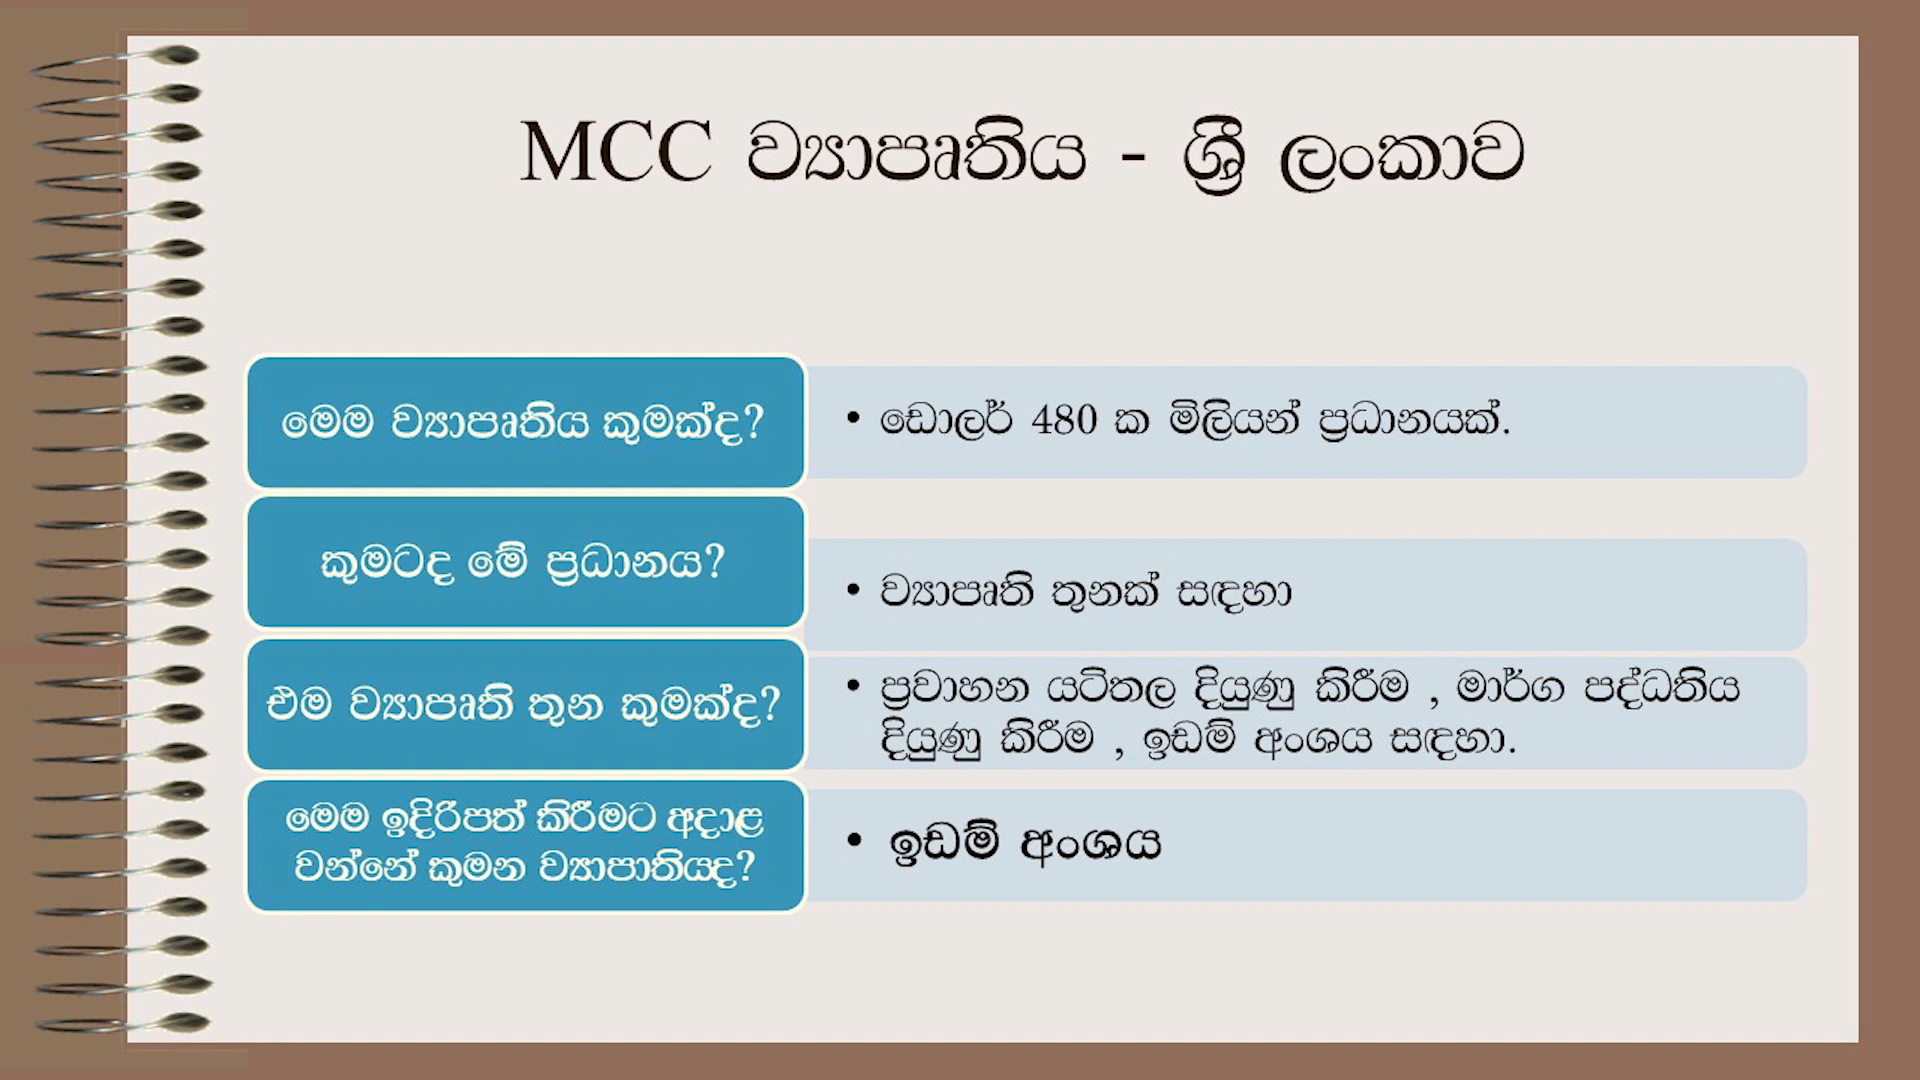 MCC ව්‍යාපෘතිය - ශ්‍රී ලංකාව
මෙම ව්‍යාපෘතිය කුමක්ද?
• ඩොලර් 480 ක මිලියන් ප්‍රධානයක්.
කුමටද මේ ප්‍රධානය?
• ව්‍යාපෘති තුනක් සඳහා
එම ව්‍යාපෘති තුන කුමක්ද?
• ප්‍රවාහන යටිතල දියුණු කිරීම , මාර්ග පද්ධතිය
දියුණු කිරීම , ඉඩම් අංශය සඳහා.
මෙම ඉදිරිපත් කිරීමට අදාළ
වන්නේ කුමන ව්‍යාපාතියද?
• ඉඩම් අංශය